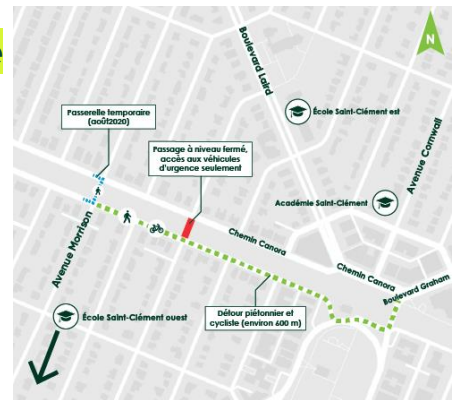 e
N
Boulevard Laird
École Saint-Clément est
Passerelle temporaire
(août2020)
Passage à niveau fermé,
accès aux véhicules
d'urgence seulement
Avenue Cornwall
Académie Saint-Clément
Avenue Morrison
Chemin Canora
Chemin Canora
Boulevard Graham
Détour piétonnier et
cycliste (environ 600 m)
École Saint-Clément ouest